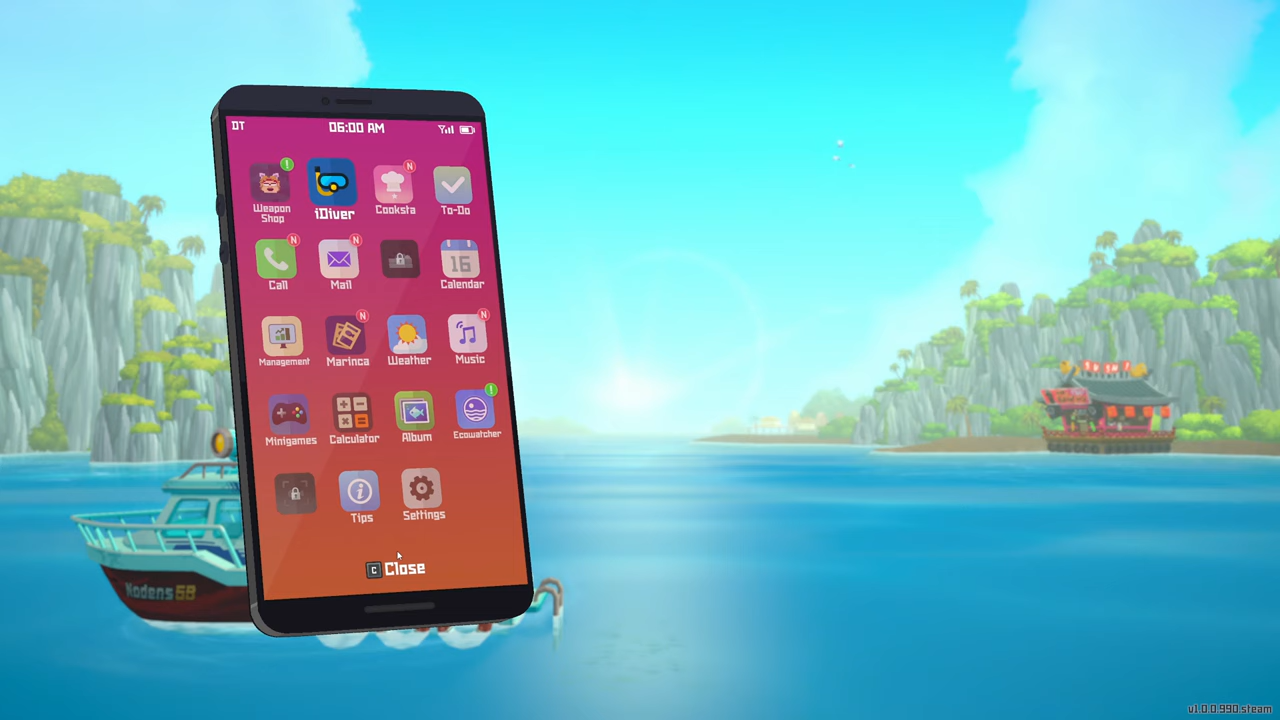 DT
06:00 AM
!
N
Weapon
Shop
iDiver
Cooksta
To-Do
N
N
16
Call
Mail
Calendar
N
N
Management
Marinca
Weather
Music
!
Minigames
Calculator
Album
Ecowatcher
Tips
Settings
C Close
Nodens 68
v1.0.0.990.steam